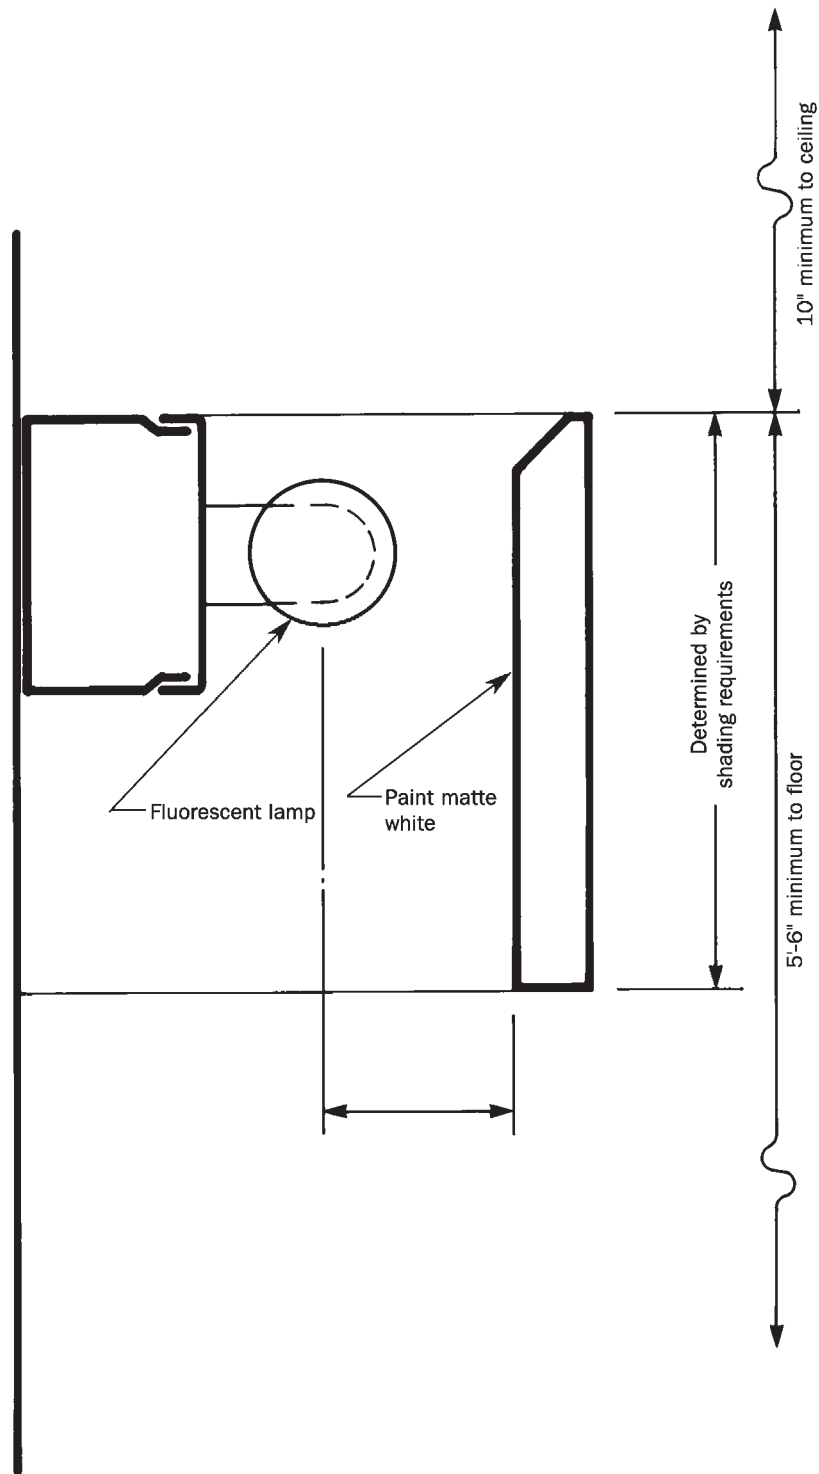 10" minimum to ceiling
Determined by
shading requirements
5'-6" minimum to floor
Fluorescent lamp
Paint matte
white